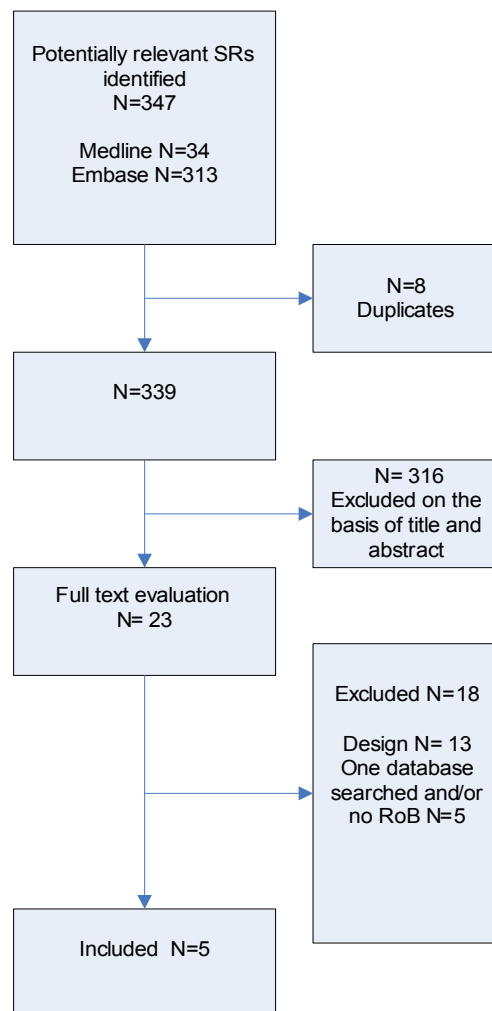 Potentially relevant SRs
identified
N=347
Medline N=34
Embase N=313
N=8
Duplicates
N=339
N= 316
Excluded on the
basis of title and
abstract
Full text evaluation
N= 23
Excluded N=18
Design N= 13
One database
searched and/or
no RoB N=5
Included  N=5